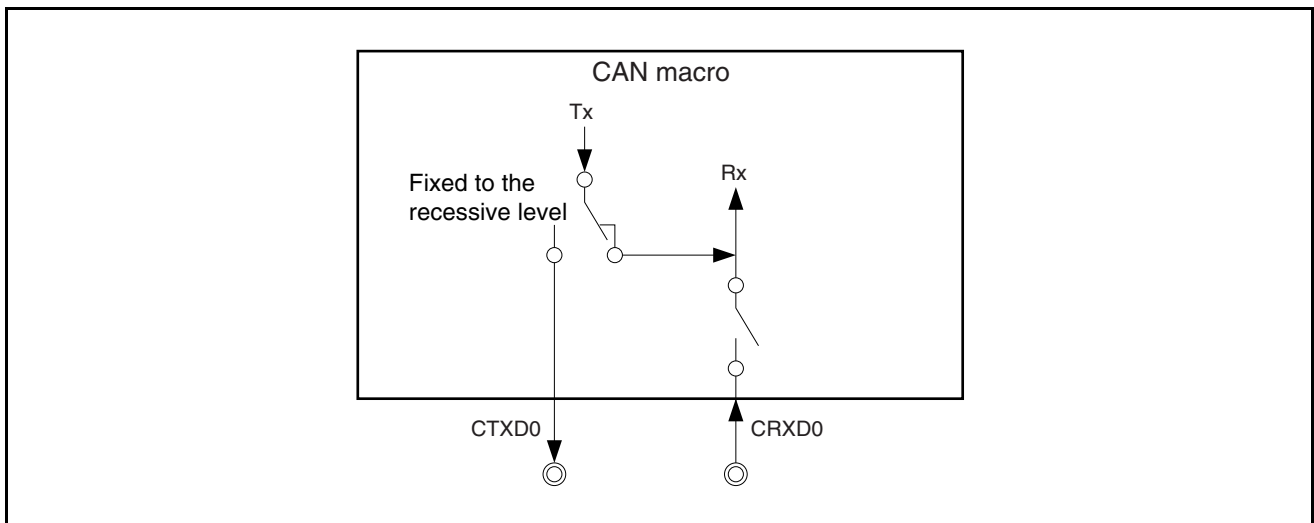 CAN macro
Tx
Rx
Fixed to the
recessive level
CTXD0
CRXD0